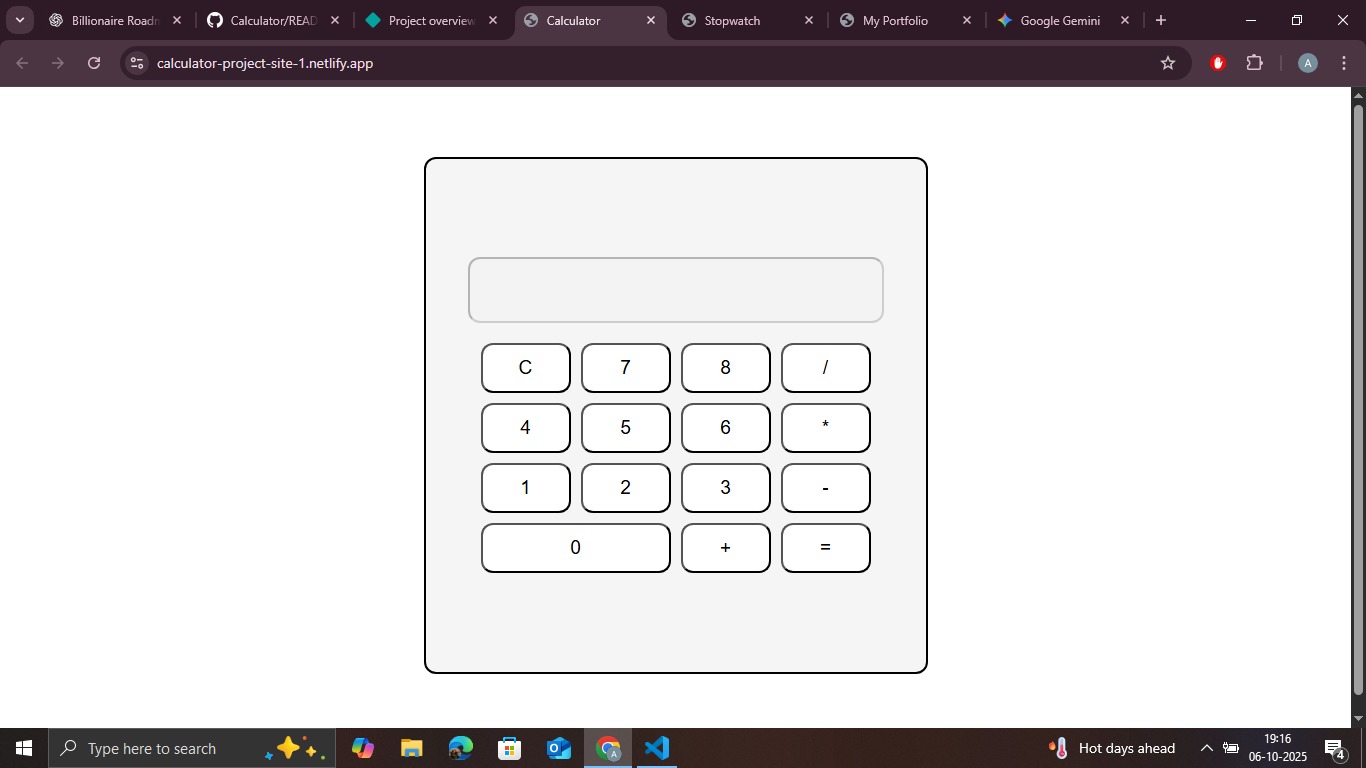 Billionaire Roadn
Calculator/READ
Project overview
Calculator
Stopwatch
My Portfolio
Google Gemini
calculator-project-site-1.netlify.app
A
C 7 8 /
4 5 6 *
1 2 3 -
0 + =
Type here to search
Hot days ahead
19:16
06-10-2025
4